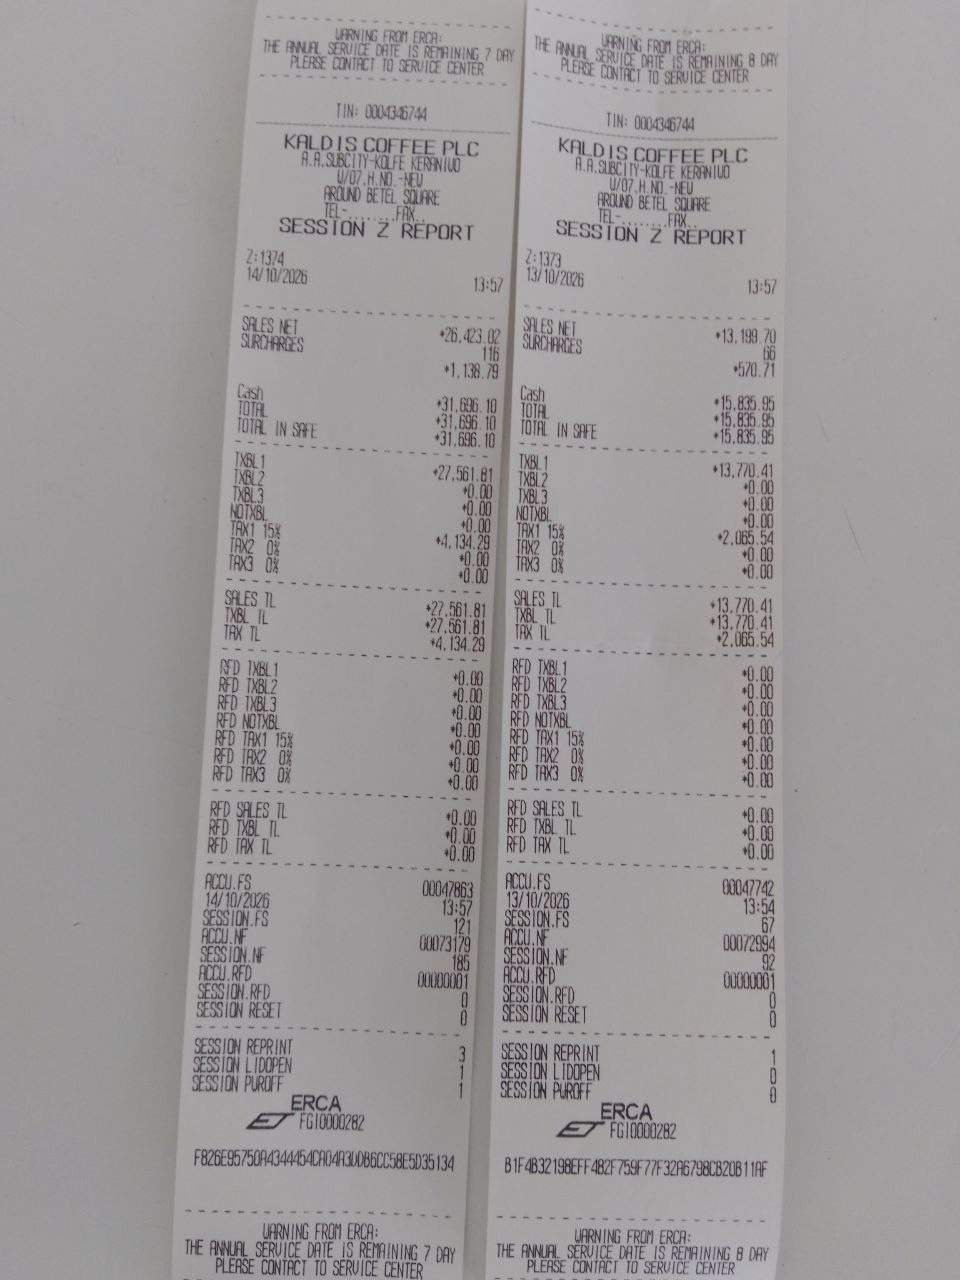 WARNING FROM ERCA:
THE ANNUAL SERVICE DATE IS REMAINING 7 DAY
PLEASE CONTACT TO SERVICE CENTER
TIN: 0004346744
KALDIS COFFEE PLC
A.A.SUBCITY-KOLFE KERANIWO
W/07,H.NO.-NEW
AROUND BETEL SQUARE
TEL-........FAX..
SESSION Z REPORT
Z:1374
14/10/2026 13:57
SALES NET *26,423.02
SURCHARGES 116
*1,138.79
Cash *31,696.10
TOTAL *31,696.10
TOTAL IN SAFE *31,696.10
TXBL1 *27,561.81
TXBL2 *0.00
TXBL3 *0.00
NOTXBL *0.00
TAX1 15% *4,134.29
TAX2 0% *0.00
TAX3 0% *0.00
SALES TL *27,561.81
TXBL TL *27,561.81
TAX TL *4,134.29
RFD TXBL1 *0.00
RFD TXBL2 *0.00
RFD TXBL3 *0.00
RFD NOTXBL *0.00
RFD TAX1 15% *0.00
RFD TAX2 0% *0.00
RFD TAX3 0% *0.00
RFD SALES TL *0.00
RFD TXBL TL *0.00
RFD TAX TL *0.00
ACCU.FS 00047863
14/10/2026 13:57
SESSION.FS 121
ACCU.NF 00073179
SESSION.NF 185
ACCU.RFD 00000001
SESSION.RFD 0
SESSION RESET 0
SESSION REPRINT 3
SESSION LIDOPEN 1
SESSION PWROFF 1
ERCA
ET FGI0000282
F826E95750A4344454CA04A3DDB6CC58E5D35134
WARNING FROM ERCA:
THE ANNUAL SERVICE DATE IS REMAINING 7 DAY
PLEASE CONTACT TO SERVICE CENTER
WARNING FROM ERCA:
THE ANNUAL SERVICE DATE IS REMAINING 8 DAY
PLEASE CONTACT TO SERVICE CENTER
TIN: 0004346744
KALDIS COFFEE PLC
A.A.SUBCITY-KOLFE KERANIWO
W/07,H.NO.-NEW
AROUND BETEL SQUARE
TEL-........FAX..
SESSION Z REPORT
Z:1373
13/10/2026 13:57
SALES NET *13,199.70
SURCHARGES 66
*570.71
Cash *15,835.95
TOTAL *15,835.95
TOTAL IN SAFE *15,835.95
TXBL1 *13,770.41
TXBL2 *0.00
TXBL3 *0.00
NOTXBL *0.00
TAX1 15% *2,065.54
TAX2 0% *0.00
TAX3 0% *0.00
SALES TL *13,770.41
TXBL TL *13,770.41
TAX TL *2,065.54
RFD TXBL1 *0.00
RFD TXBL2 *0.00
RFD TXBL3 *0.00
RFD NOTXBL *0.00
RFD TAX1 15% *0.00
RFD TAX2 0% *0.00
RFD TAX3 0% *0.00
RFD SALES TL *0.00
RFD TXBL TL *0.00
RFD TAX TL *0.00
ACCU.FS 00047742
13/10/2026 13:54
SESSION.FS 67
ACCU.NF 00072994
SESSION.NF 92
ACCU.RFD 00000001
SESSION.RFD 0
SESSION RESET 0
SESSION REPRINT 1
SESSION LIDOPEN 0
SESSION PWROFF 0
ERCA
ET FGI0000282
B1F4B32198EFF482F759F77F32A6798CB20B11AF
WARNING FROM ERCA:
THE ANNUAL SERVICE DATE IS REMAINING 8 DAY
PLEASE CONTACT TO SERVICE CENTER